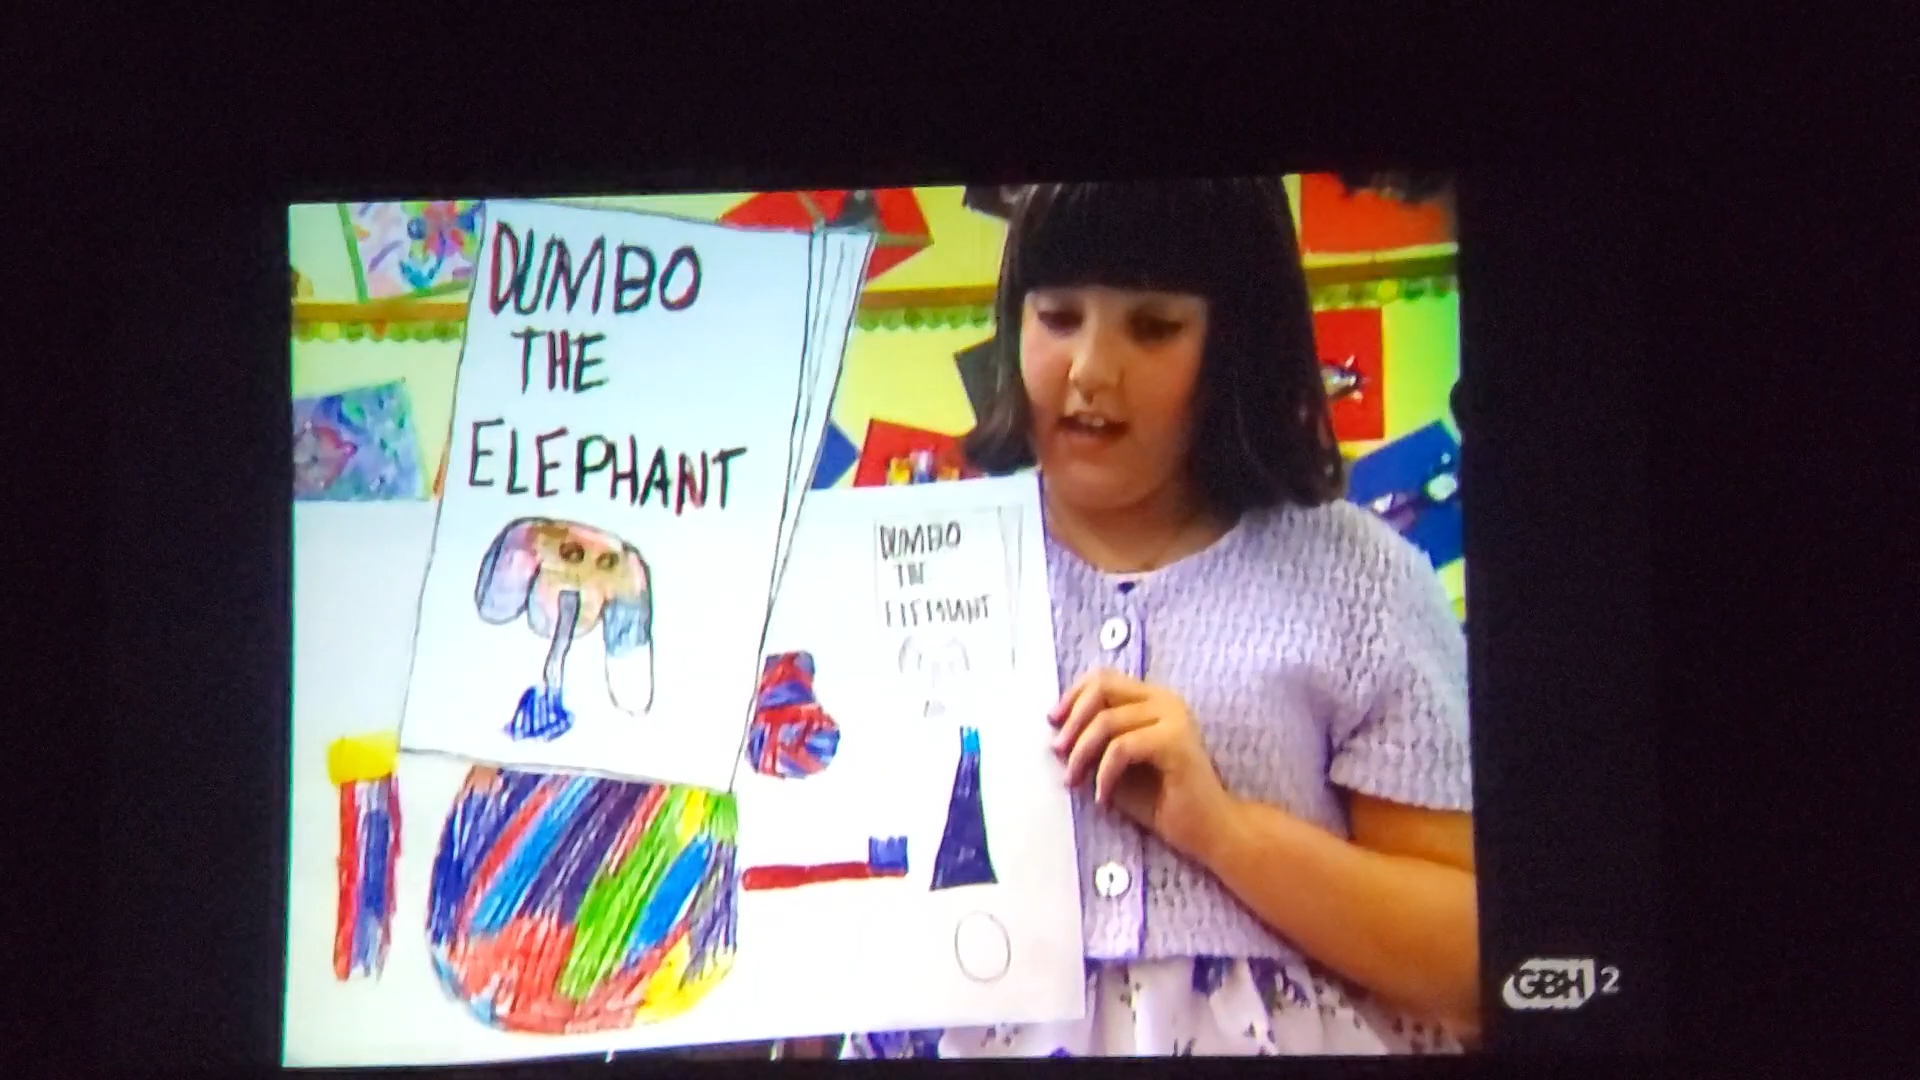 DUMBO
THE
ELEPHANT
DUMBO
THE
ELEPHANT
GBH 2